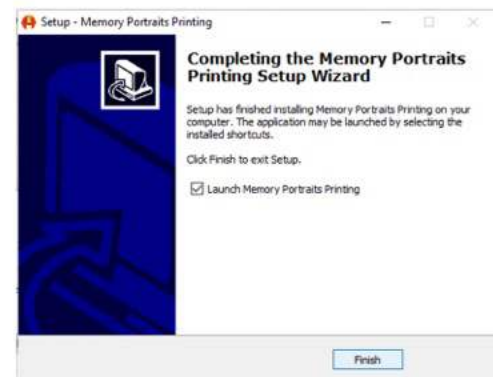 Setup - Memory Portraits Printing
Completing the Memory Portraits
Printing Setup Wizard
Setup has finished installing Memory Portraits Printing on your
computer. The application may be launched by selecting the
installed shortcuts.
Click Finish to exit Setup.
Launch Memory Portraits Printing
Finish